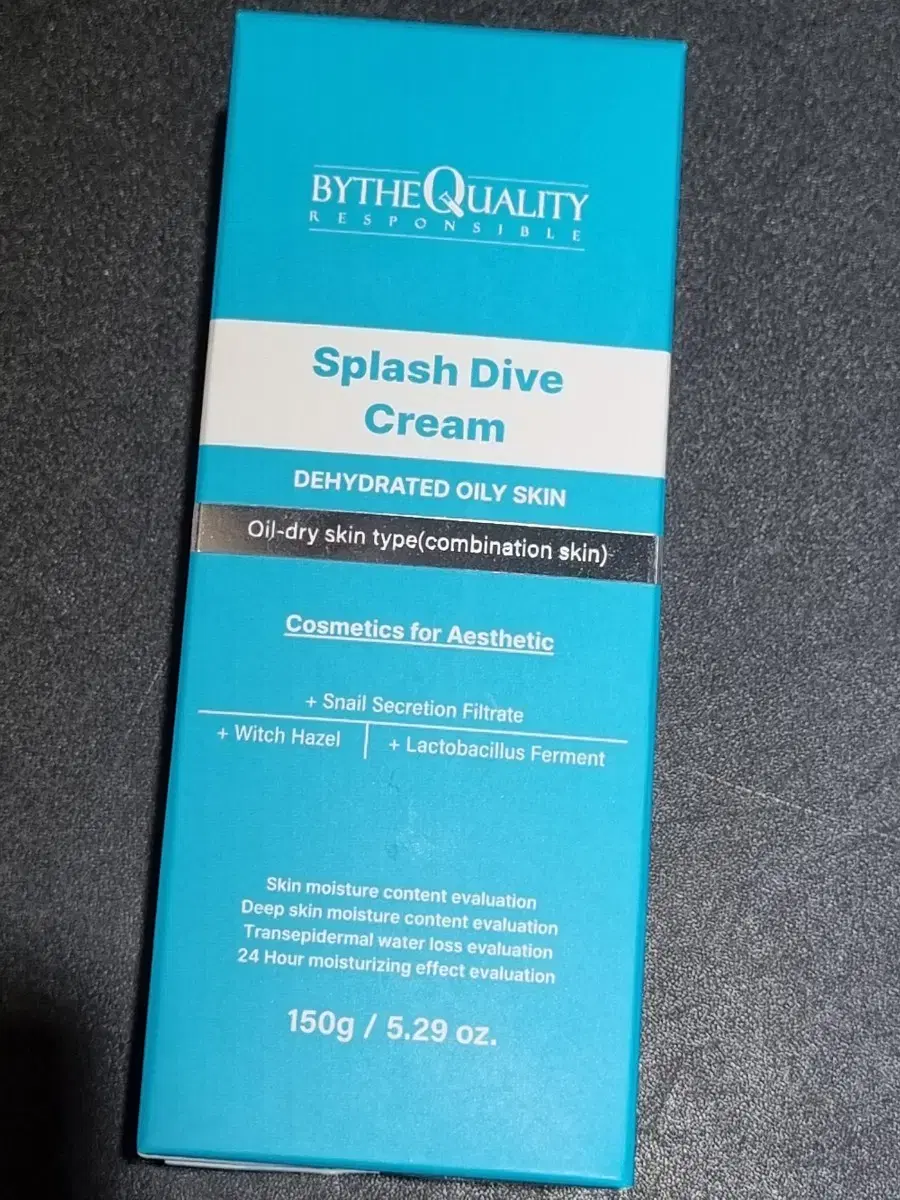 BYTHEQUALITY
RESPONSIBLE
Splash Dive
Cream
DEHYDRATED OILY SKIN
Oil-dry skin type(combination skin)
Cosmetics for Aesthetic
+ Snail Secretion Filtrate
+ Witch Hazel
+ Lactobacillus Ferment
Skin moisture content evaluation
Deep skin moisture content evaluation
Transepidermal water loss evaluation
24 Hour moisturizing effect evaluation
150g / 5.29 oz.